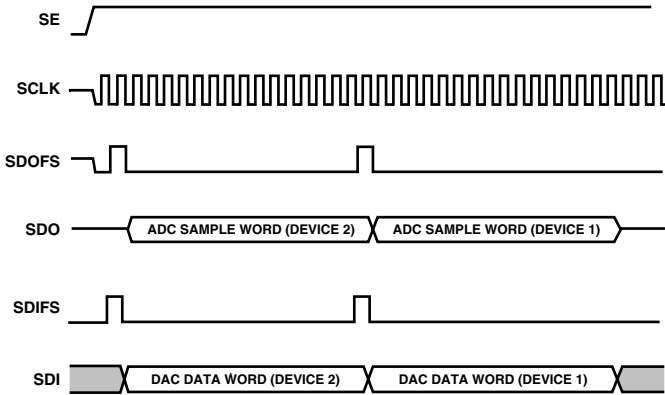 SE
SCLK
SDOFS
SDO ADC SAMPLE WORD (DEVICE 2) ADC SAMPLE WORD (DEVICE 1)
SDIFS
SDI DAC DATA WORD (DEVICE 2) DAC DATA WORD (DEVICE 1)